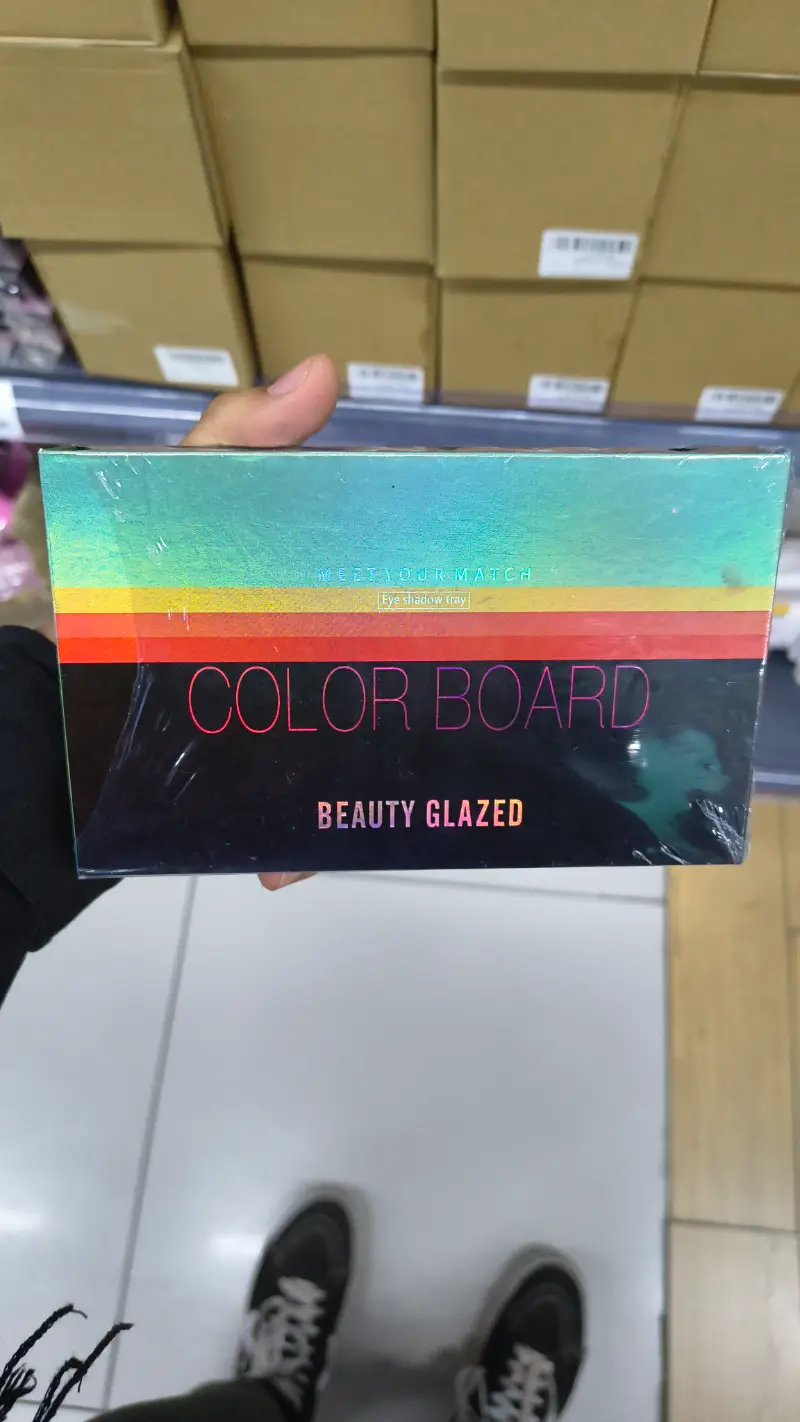 MEET YOUR MATCH
Eye shadow tray
COLOR BOARD
BEAUTY GLAZED